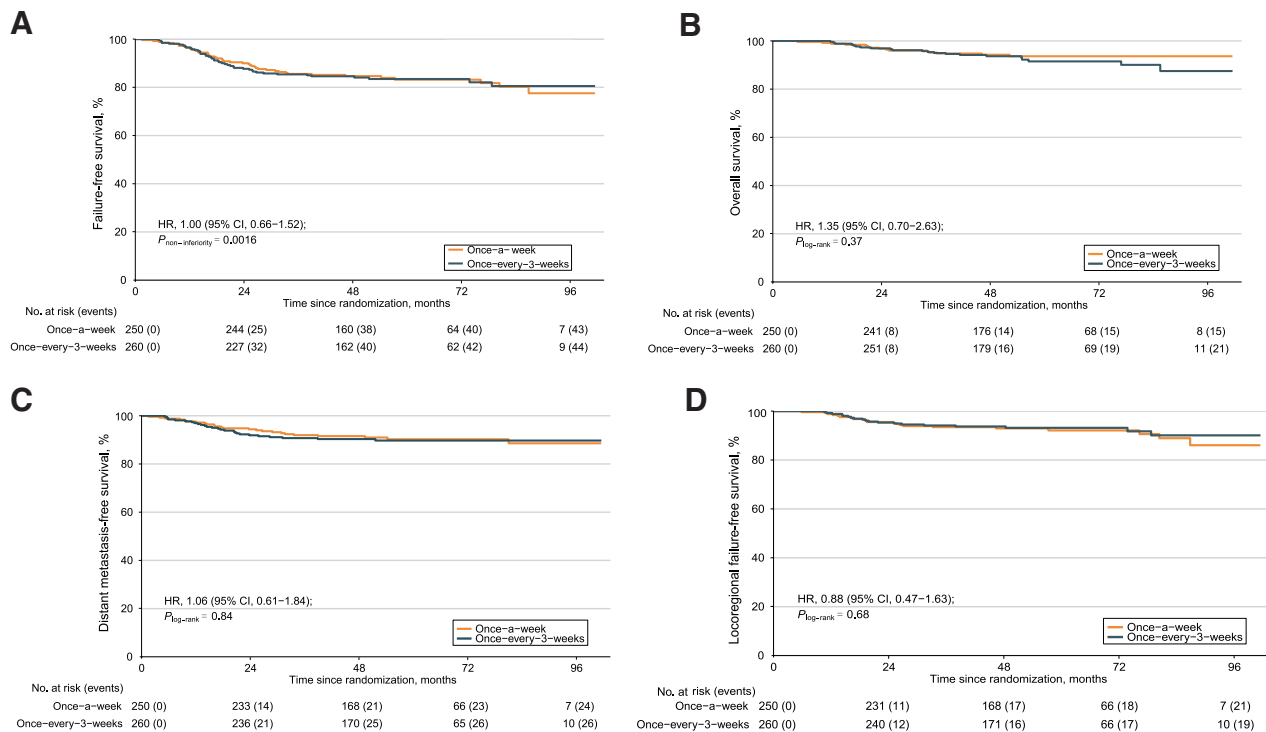 A
Failure-free survival, %
100
80
60
40
20
0
HR, 1.00 (95% CI, 0.66−1.52);
Pnon−inferiority = 0.0016
Once−a−week
Once−every−3−weeks
0 24 48 72 96
Time since randomization, months
No. at risk (events)
Once−a−week 250 (0) 244 (25) 160 (38) 64 (40) 7 (43)
Once−every−3−weeks 260 (0) 227 (32) 162 (40) 62 (42) 9 (44)
B
Overall survival, %
100
80
60
40
20
0
HR, 1.35 (95% CI, 0.70−2.63);
Plog−rank = 0.37
Once−a−week
Once−every−3−weeks
0 24 48 72 96
Time since randomization, months
No. at risk (events)
Once−a−week 250 (0) 241 (8) 176 (14) 68 (15) 8 (15)
Once−every−3−weeks 260 (0) 251 (8) 179 (16) 69 (19) 11 (21)
C
Distant metastasis-free survival, %
100
80
60
40
20
0
HR, 1.06 (95% CI, 0.61−1.84);
Plog−rank = 0.84
Once−a−week
Once−every−3−weeks
0 24 48 72 96
Time since randomization, months
No. at risk (events)
Once−a−week 250 (0) 233 (14) 168 (21) 66 (23) 7 (24)
Once−every−3−weeks 260 (0) 236 (21) 170 (25) 65 (26) 10 (26)
D
Locoregional failure-free survival, %
100
80
60
40
20
0
HR, 0.88 (95% CI, 0.47−1.63);
Plog−rank = 0.68
Once−a−week
Once−every−3−weeks
0 24 48 72 96
Time since randomization, months
No. at risk (events)
Once−a−week 250 (0) 231 (11) 168 (17) 66 (18) 7 (21)
Once−every−3−weeks 260 (0) 240 (12) 171 (16) 66 (17) 10 (19)